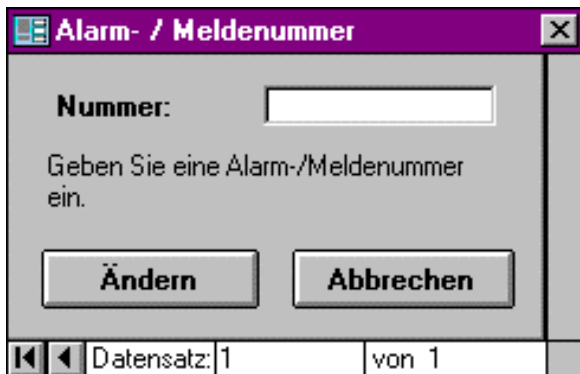 Alarm- / Meldenummer
Nummer:
Geben Sie eine Alarm-/Meldenummer
ein.
Ändern Abbrechen
Datensatz: 1 von 1